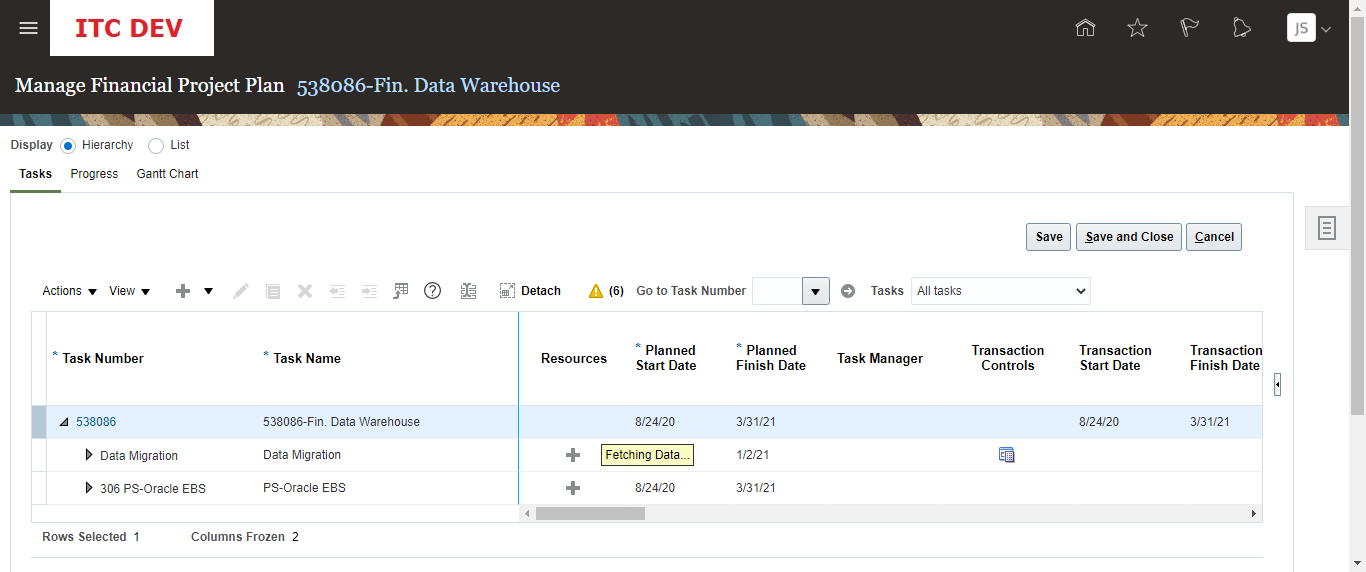 ITC DEV
JS
Manage Financial Project Plan 538086-Fin. Data Warehouse
Display Hierarchy List
Tasks Progress Gantt Chart
Save Save and Close Cancel
Actions View Detach (6) Go to Task Number Tasks All tasks
* Task Number * Task Name Resources * Planned Start Date * Planned Finish Date Task Manager Transaction Controls Transaction Start Date Transaction Finish Date
538086 538086-Fin. Data Warehouse 8/24/20 3/31/21 8/24/20 3/31/21
Data Migration Data Migration Fetching Data... 1/2/21
306 PS-Oracle EBS PS-Oracle EBS 8/24/20 3/31/21
Rows Selected 1 Columns Frozen 2